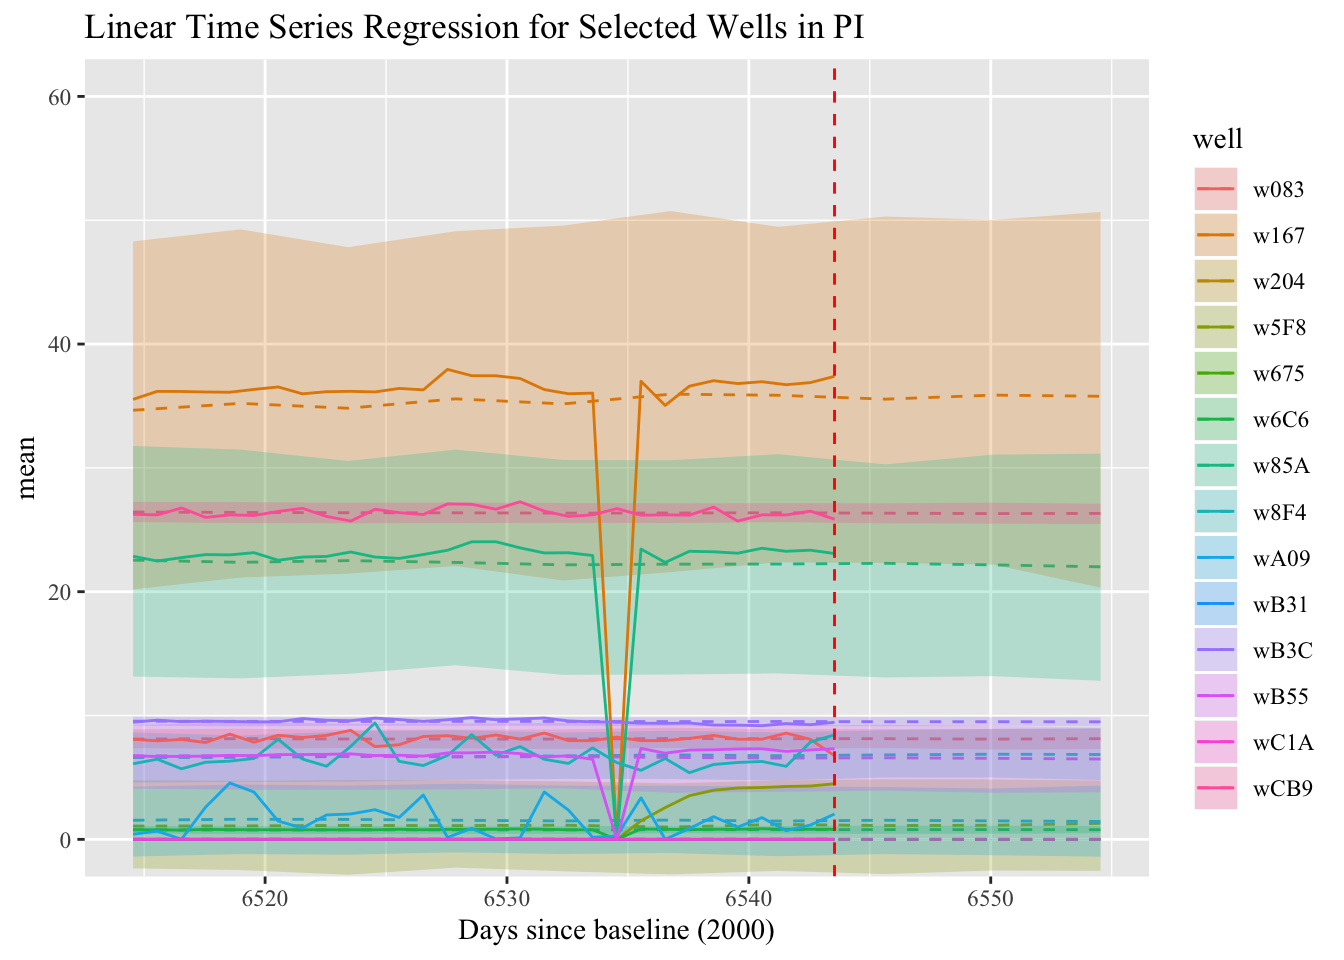 Linear Time Series Regression for Selected Wells in PI
60
40
20
0
mean
6520
6530
6540
6550
Days since baseline (2000)
well
w083
w167
w204
w5F8
w675
w6C6
w85A
w8F4
wA09
wB31
wB3C
wB55
wC1A
wCB9